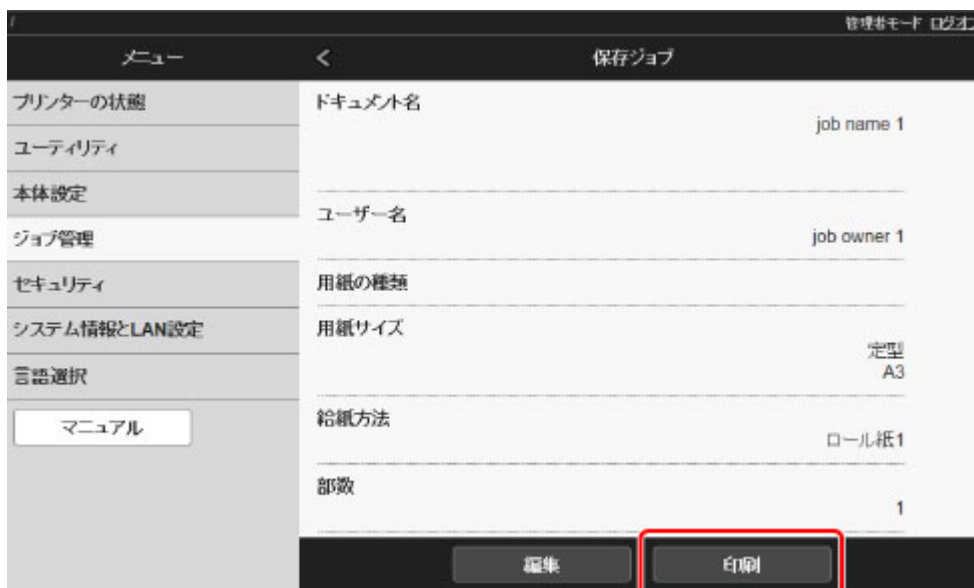 管理者モード ログオフ
メニュー
< 保存ジョブ
プリンターの状態
ユーティリティ
本体設定
ジョブ管理
セキュリティ
システム情報とLAN設定
言語選択
マニュアル
ドキュメント名
job name 1
ユーザー名
job owner 1
用紙の種類
用紙サイズ
定型
A3
給紙方法
ロール紙1
部数
1
編集
印刷